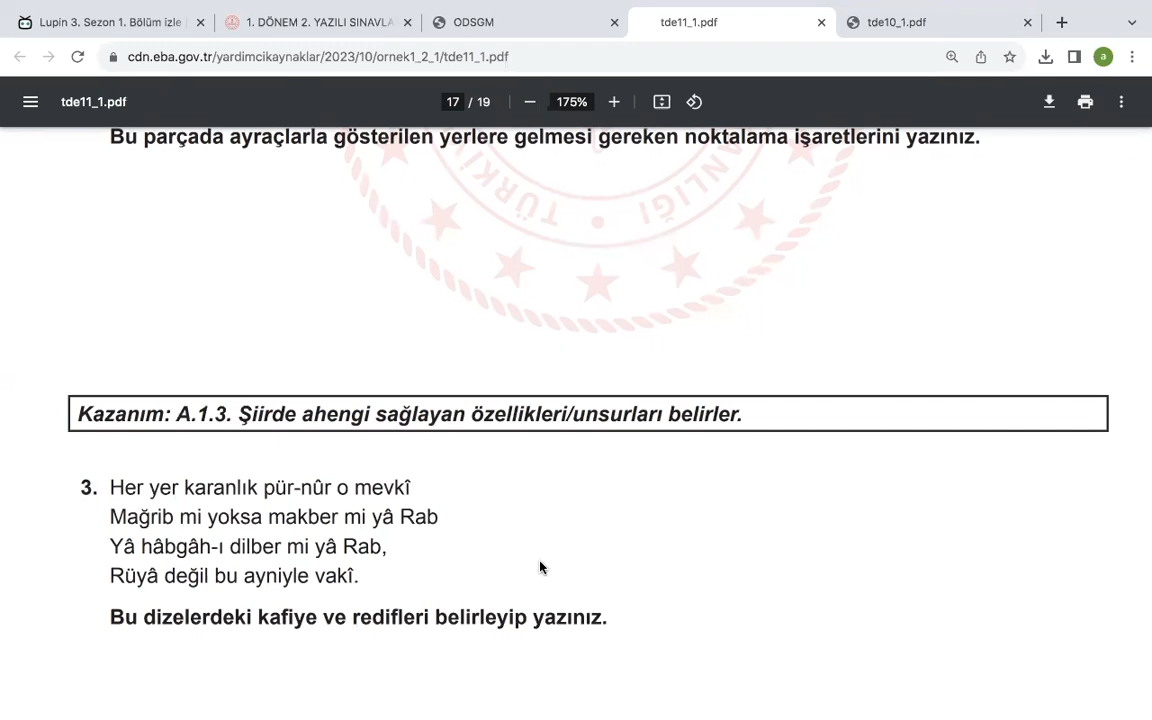 Lupin 3. Sezon 1. Bölüm izle
1. DÖNEM 2. YAZILI SINAVLA
ODSGM
tde11_1.pdf
tde10_1.pdf
cdn.eba.gov.tr/yardimcikaynaklar/2023/10/ornek1_2_1/tde11_1.pdf
a
tde11_1.pdf
17 / 19
175%
Bu parçada ayraçlarla gösterilen yerlere gelmesi gereken noktalama işaretlerini yazınız.
TÜRKİ
ANLIĞI
Kazanım: A.1.3. Şiirde ahengi sağlayan özellikleri/unsurları belirler.
3. Her yer karanlık pür-nûr o mevkî
Mağrib mi yoksa makber mi yâ Rab
Yâ hâbgâh-ı dilber mi yâ Rab,
Rüyâ değil bu ayniyle vakî.
Bu dizelerdeki kafiye ve redifleri belirleyip yazınız.